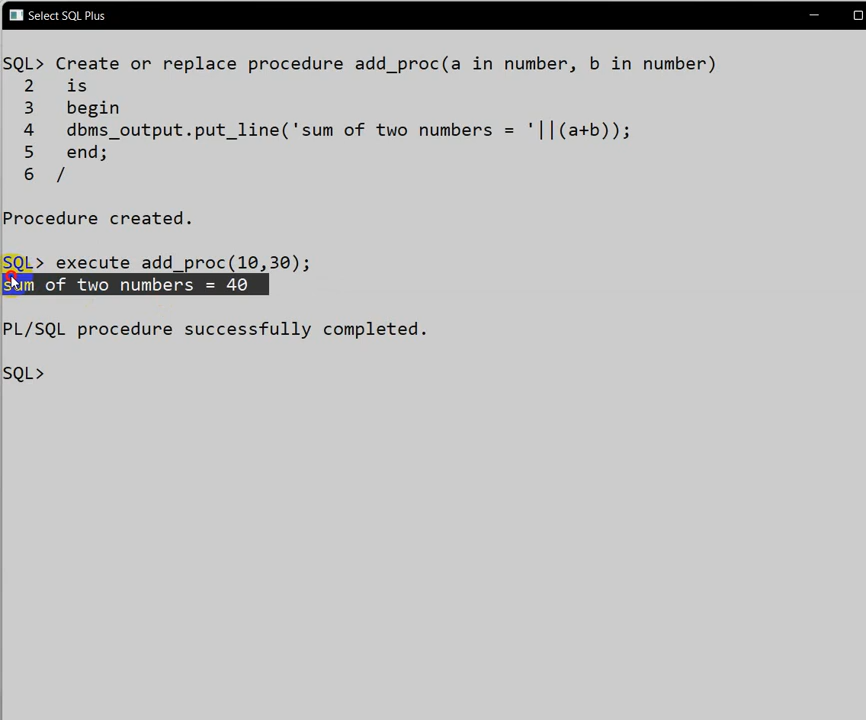 Select SQL Plus
SQL> Create or replace procedure add_proc(a in number, b in number)
2 is
3 begin
4 dbms_output.put_line('sum of two numbers = '||(a+b));
5 end;
6 /
Procedure created.
SQL> execute add_proc(10,30);
sum of two numbers = 40
PL/SQL procedure successfully completed.
SQL>